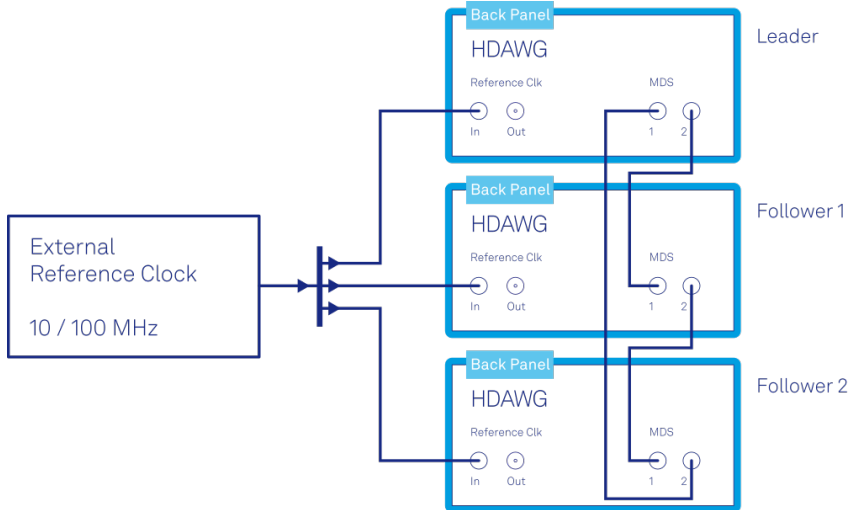 Back Panel
Leader
HDAWG
Reference Clk MDS
In Out 1 2
Back Panel
Follower 1
HDAWG
Reference Clk MDS
In Out 1 2
External
Reference Clock
10 / 100 MHz
Back Panel
Follower 2
HDAWG
Reference Clk MDS
In Out 1 2